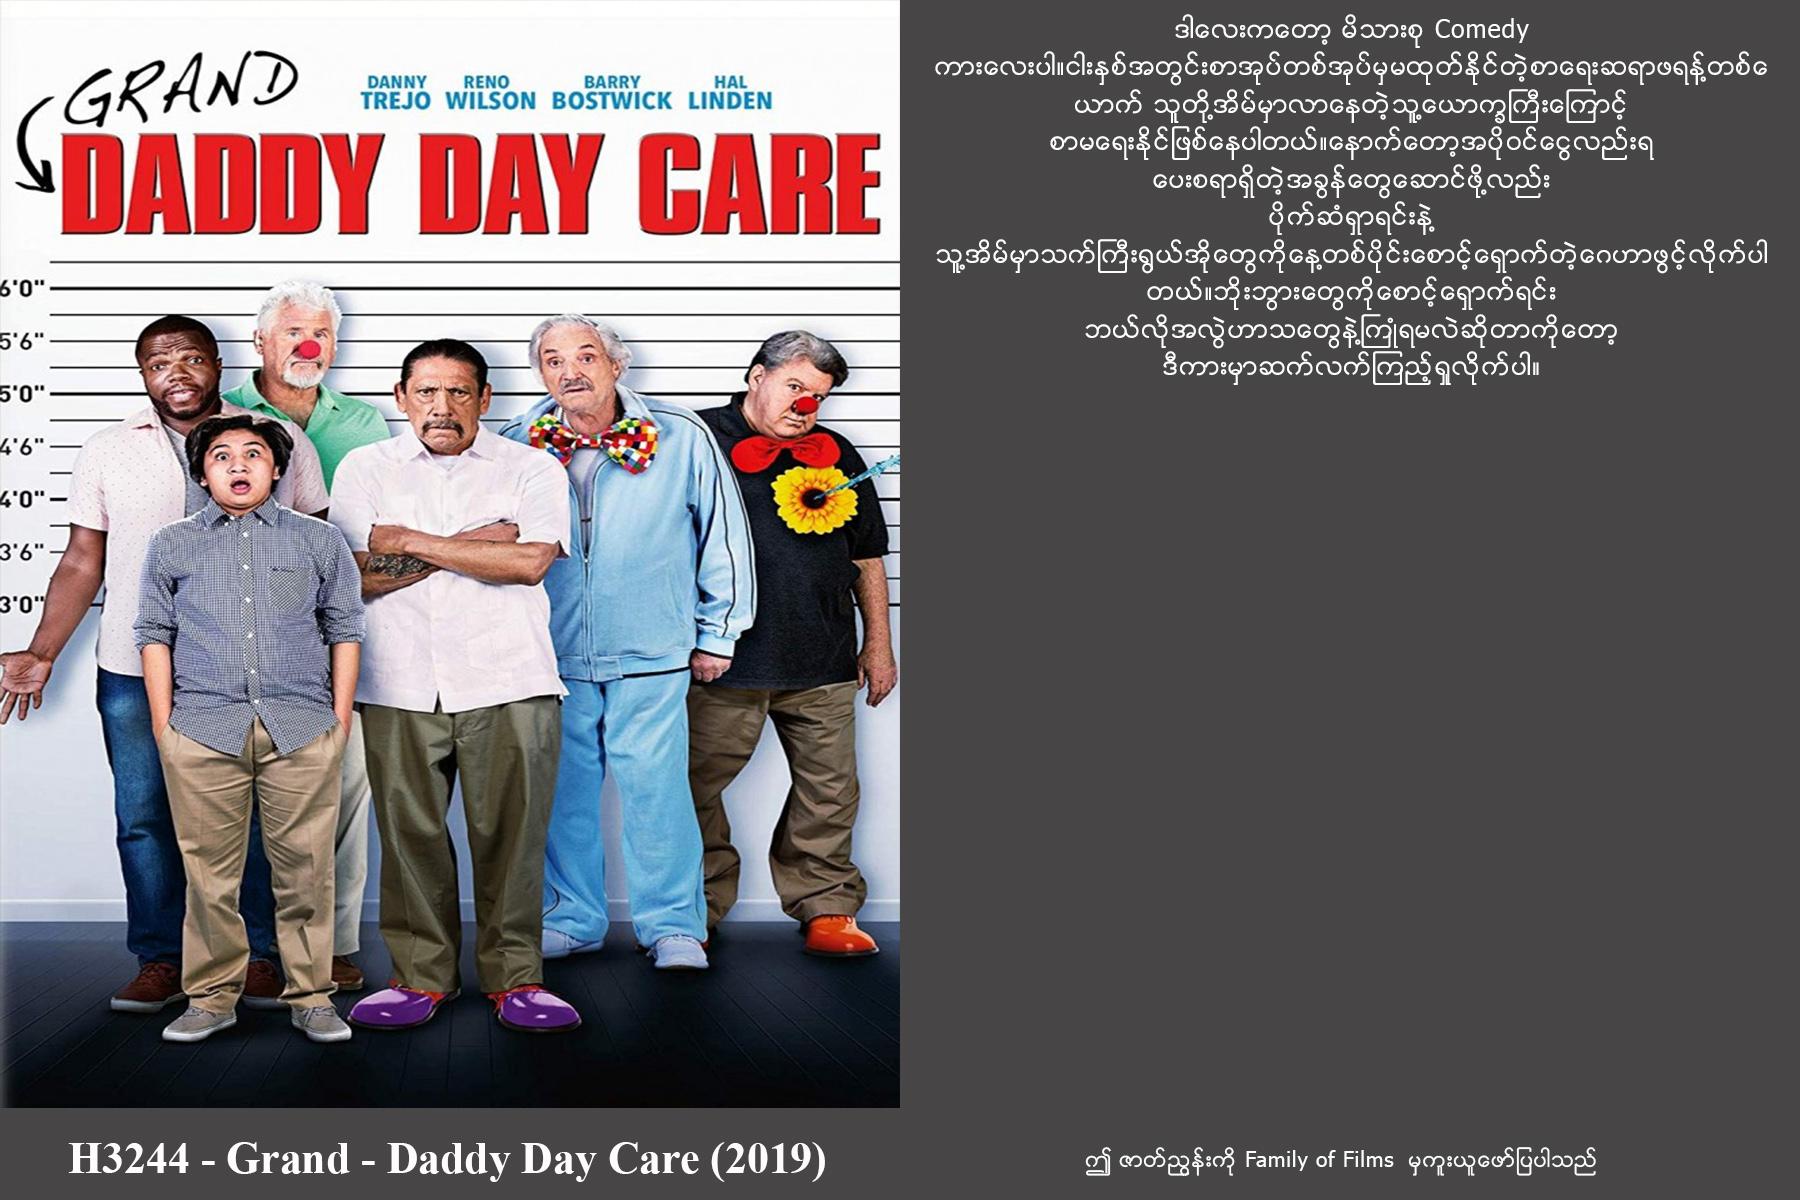 GRAND
DANNY TREJO
RENO WILSON
BARRY BOSTWICK
HAL LINDEN
DADDY DAY CARE
6'0"
5'6"
5'0"
4'6"
4'0"
3'6"
3'0"
H3244 - Grand - Daddy Day Care (2019)
ဒါလေးကတော့ မိသားစု Comedy
ကားလေးပါ။ငါးနှစ်အတွင်းစာအုပ်တစ်အုပ်မှမထုတ်နိုင်တဲ့စာရေးဆရာဖရန့်တစ်ေ
ယာက် သူတို့အိမ်မှာလာနေတဲ့သူ့ယောက္ခကြီးကြောင့်
စာမရေးနိုင်ဖြစ်နေပါတယ်။နောက်တော့အပိုဝင်ငွေလည်းရ
ပေးစရာရှိတဲ့အခွန်တွေဆောင်ဖို့လည်း
ပိုက်ဆံရှာရင်းနဲ့
သူ့အိမ်မှာသက်ကြီးရွယ်အိုတွေကိုနေ့တစ်ပိုင်းစောင့်ရှောက်တဲ့ဂေဟာဖွင့်လိုက်ပါ
တယ်။ဘိုးဘွားတွေကိုစောင့်ရှောက်ရင်း
ဘယ်လိုအလွဲဟာသတွေနဲ့ကြုံရမလဲဆိုတာကိုတော့
ဒီကားမှာဆက်လက်ကြည့်ရှုလိုက်ပါ။
ဤ ဇာတ်ညွှန်းကို Family of Films မှကူးယူဖော်ပြပါသည်